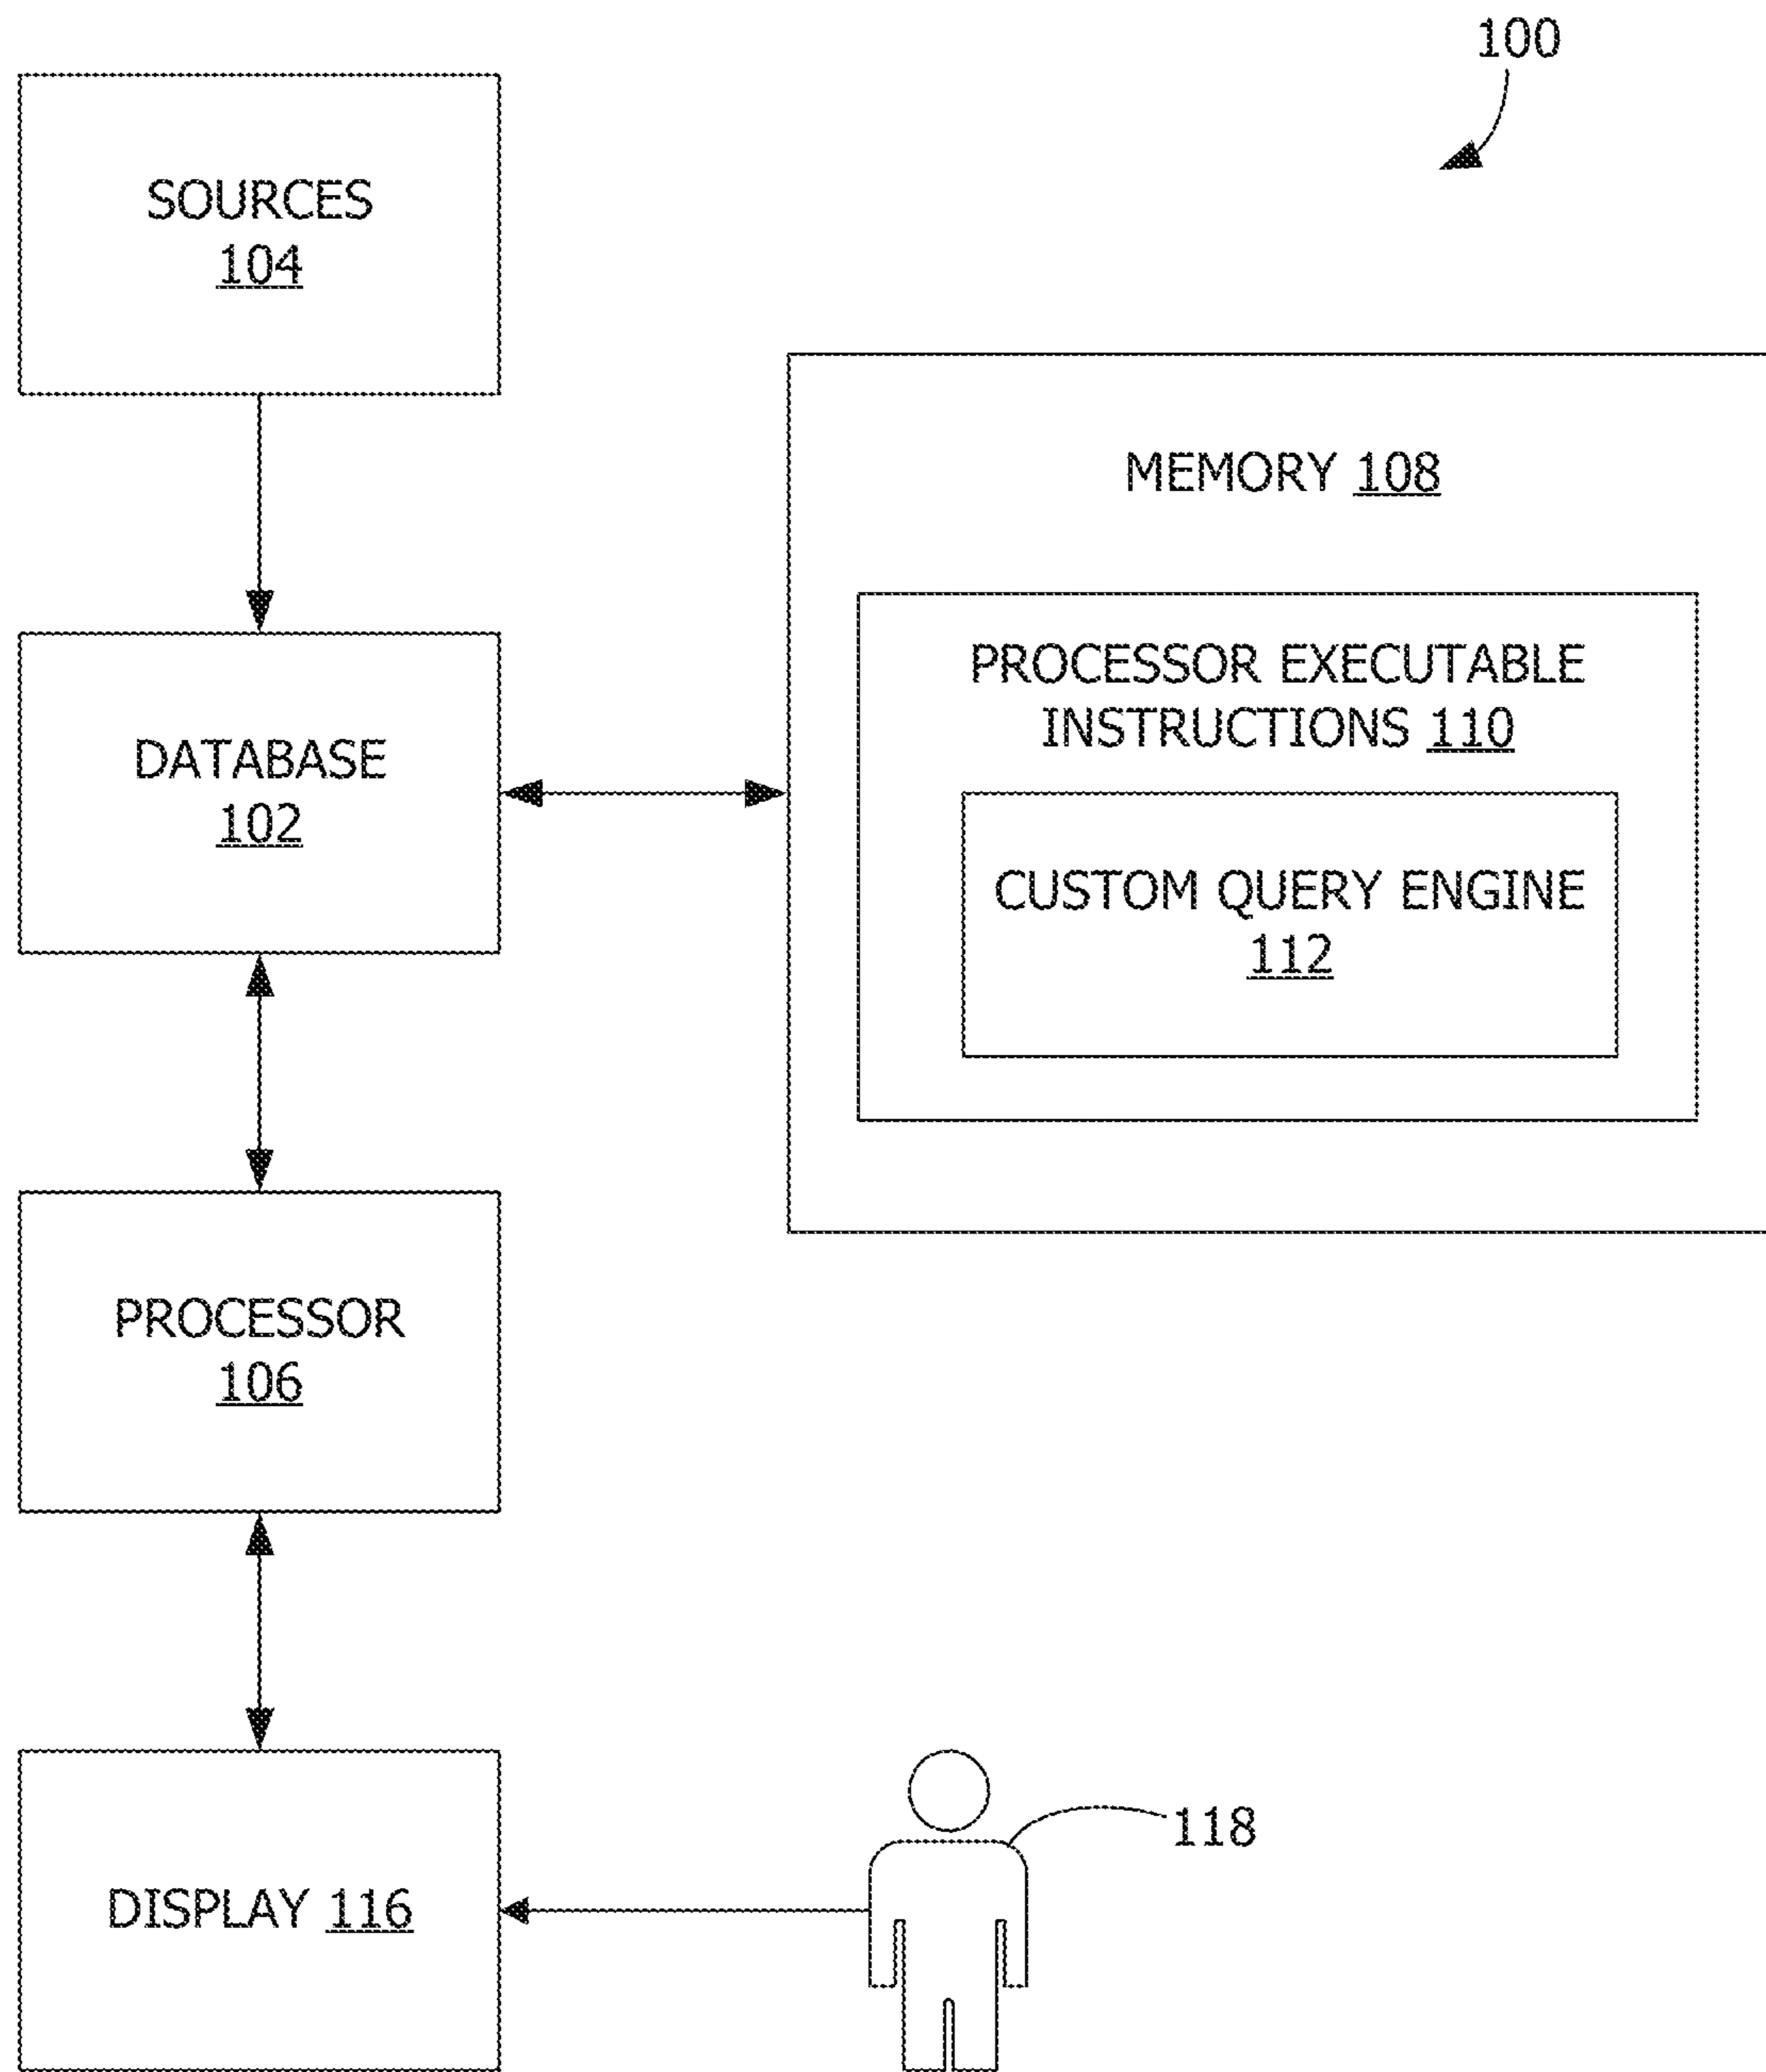 100
SOURCES
104
MEMORY 108
PROCESSOR EXECUTABLE
INSTRUCTIONS 110
DATABASE
102
CUSTOM QUERY ENGINE
112
PROCESSOR
106
118
DISPLAY 116